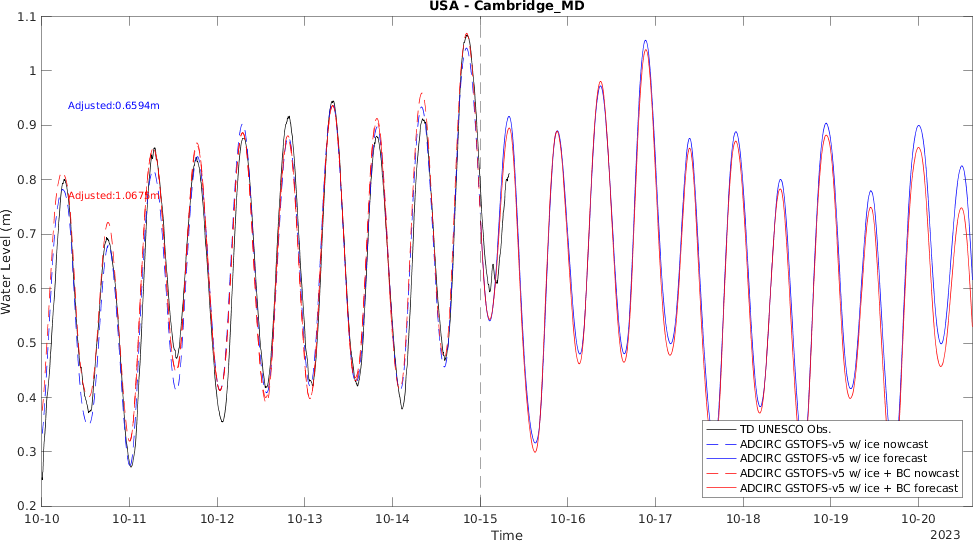 USA - Cambridge_MD
1.1
1
0.9
0.8
0.7
0.6
0.5
0.4
0.3
0.2
Water Level (m)
Adjusted:0.6594m
Adjusted:1.0675m
TD UNESCO Obs.
ADCIRC GSTOFS-v5 w/ ice nowcast
ADCIRC GSTOFS-v5 w/ ice forecast
ADCIRC GSTOFS-v5 w/ ice + BC nowcast
ADCIRC GSTOFS-v5 w/ ice + BC forecast
10-10 10-11 10-12 10-13 10-14 10-15 10-16 10-17 10-18 10-19 10-20
Time
2023